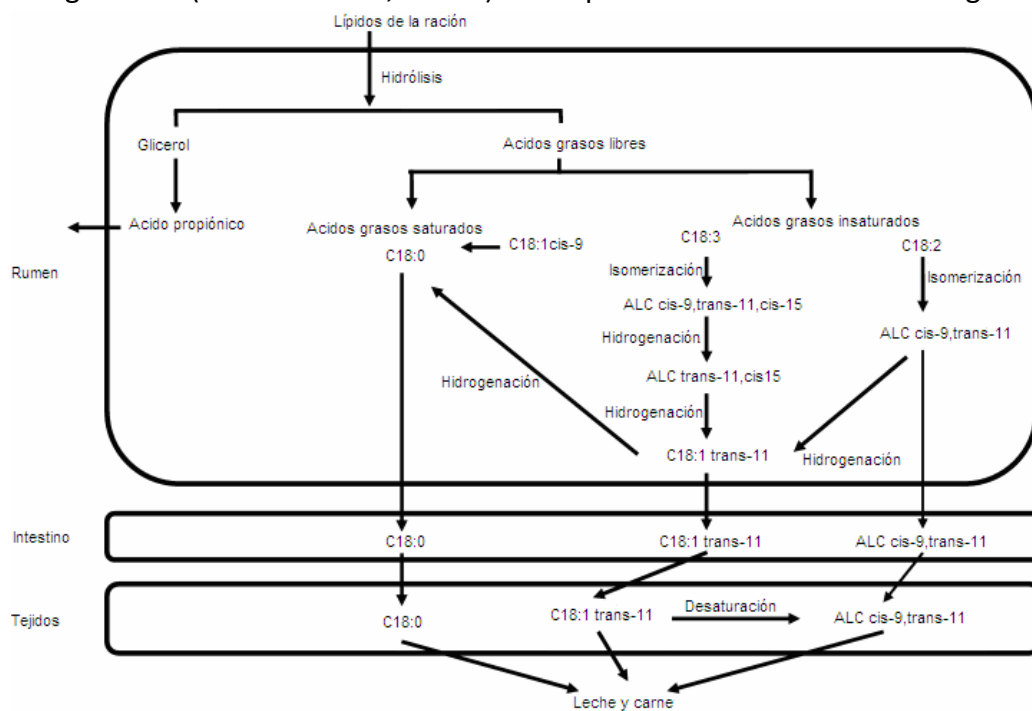 Lípidos de la ración
Hidrólisis
Glicerol
Acidos grasos libres
Acido propiónico
Acidos grasos saturados
Acidos grasos insaturados
C18:0
C18:1cis-9
C18:3
C18:2
Rumen
Isomerización
Isomerización
ALC cis-9,trans-11,cis-15
Hidrogenación
ALC cis-9,trans-11
Hidrogenación
ALC trans-11,cis15
Hidrogenación
C18:1 trans-11
Hidrogenación
Intestino
C18:0
C18:1 trans-11
ALC cis-9,trans-11
Tejidos
C18:0
C18:1 trans-11
Desaturación
ALC cis-9,trans-11
Leche y carne